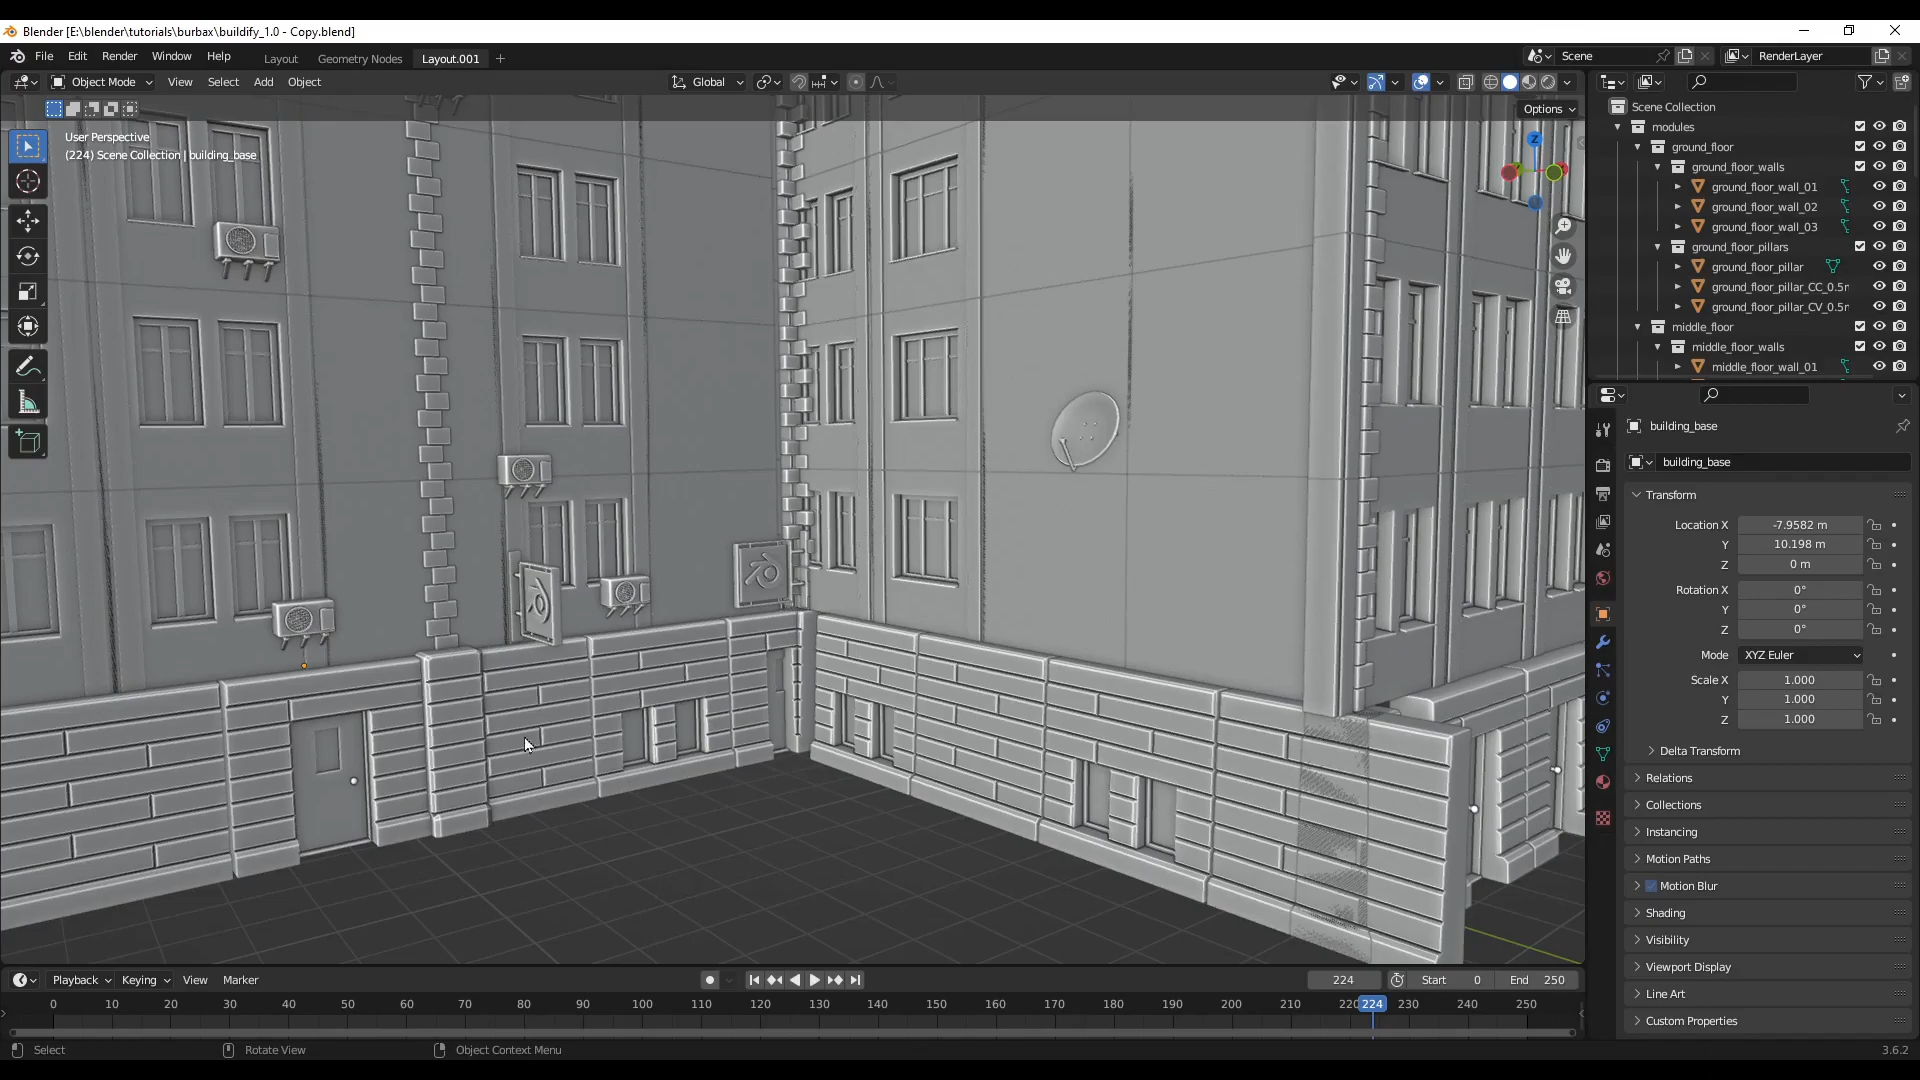 Blender [E:\blender\tutorials\burbax\buildify_1.0 - Copy.blend]
File Edit Render Window Help Layout Geometry Nodes Layout.001 + Scene RenderLayer
Object Mode View Select Add Object Global
Options
User Perspective
(224) Scene Collection | building_base
Z
Scene Collection
modules
ground_floor
ground_floor_walls
ground_floor_wall_01
ground_floor_wall_02
ground_floor_wall_03
ground_floor_pillars
ground_floor_pillar
ground_floor_pillar_CC_0.5r
ground_floor_pillar_CV_0.5r
middle_floor
middle_floor_walls
middle_floor_wall_01
building_base
building_base
Transform
Location X -7.9582 m
Y 10.198 m
Z 0 m
Rotation X 0°
Y 0°
Z 0°
Mode XYZ Euler
Scale X 1.000
Y 1.000
Z 1.000
Delta Transform
Relations
Collections
Instancing
Motion Paths
Motion Blur
Shading
Visibility
Viewport Display
Line Art
Custom Properties
Playback Keying View Marker 224 Start 0 End 250
0 10 20 30 40 50 60 70 80 90 100 110 120 130 140 150 160 170 180 190 200 210 220 224 230 240 250
Select Rotate View Object Context Menu 3.6.2